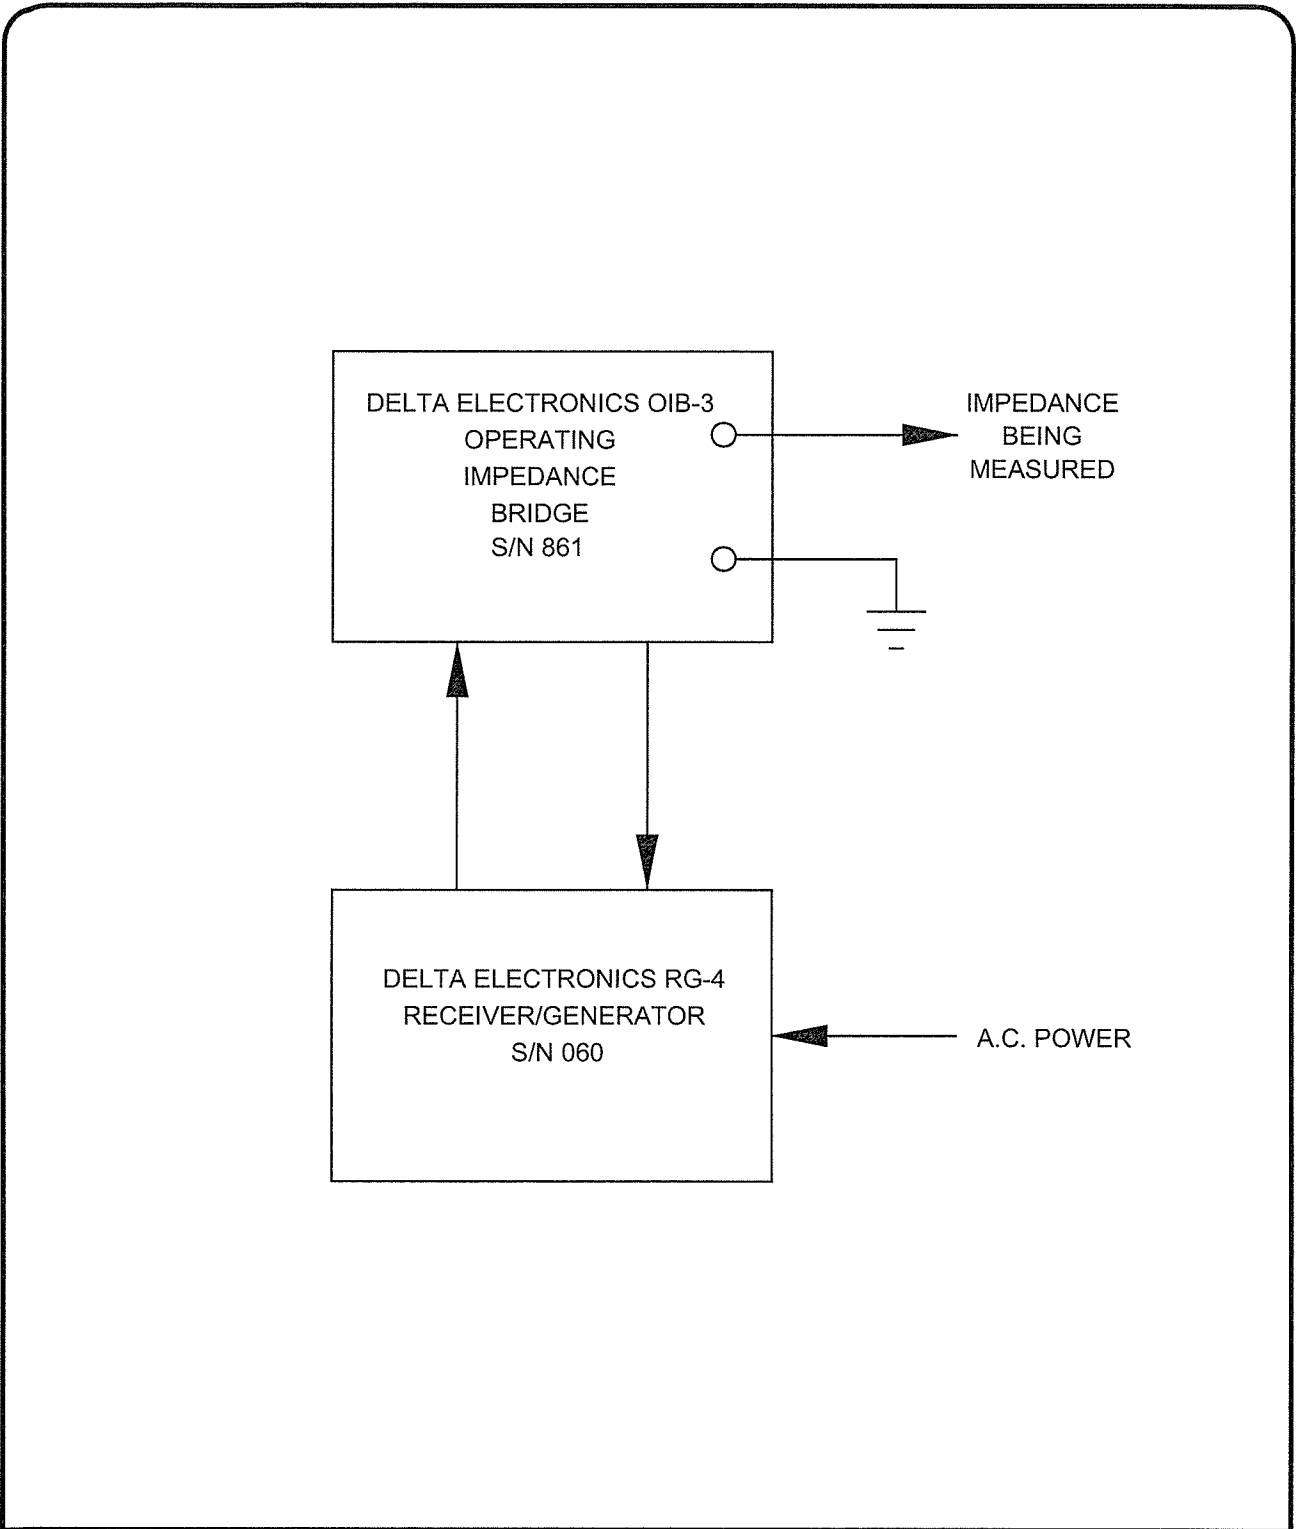 DELTA ELECTRONICS OIB-3
OPERATING
IMPEDANCE
BRIDGE
S/N 861
IMPEDANCE
BEING
MEASURED
DELTA ELECTRONICS RG-4
RECEIVER/GENERATOR
S/N 060
A.C. POWER